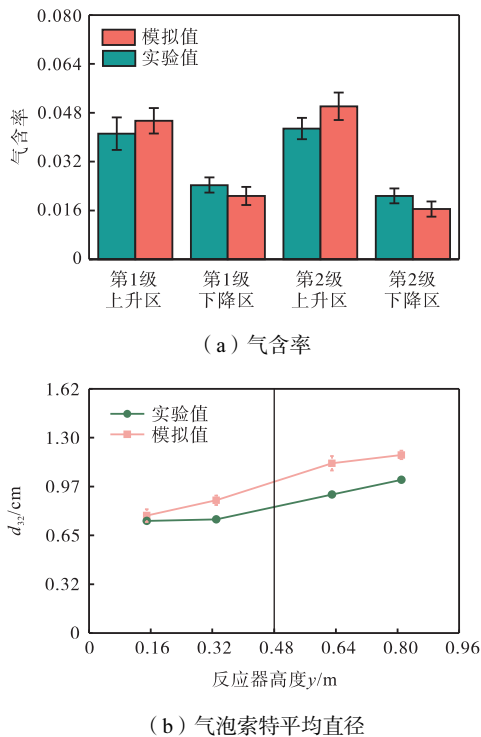 0.080
模拟值
实验值
0.064
0.048
0.032
0.016
0
气含率
第1级 第1级 第2级 第2级
上升区 下降区 上升区 下降区
（a）气含率
1.62
实验值
模拟值
1.30
0.97
0.65
0.32
0
d32/cm
0 0.16 0.32 0.48 0.64 0.80 0.96
反应器高度y/m
（b）气泡索特平均直径